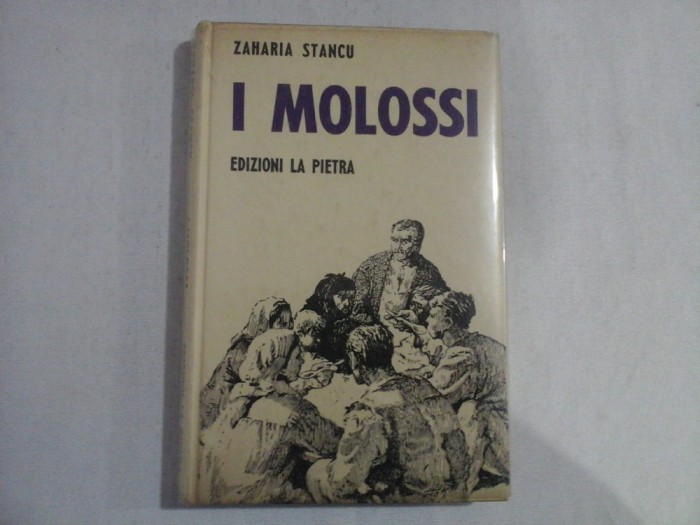 ZAHARIA STANCU
I MOLOSSI
EDIZIONI LA PIETRA